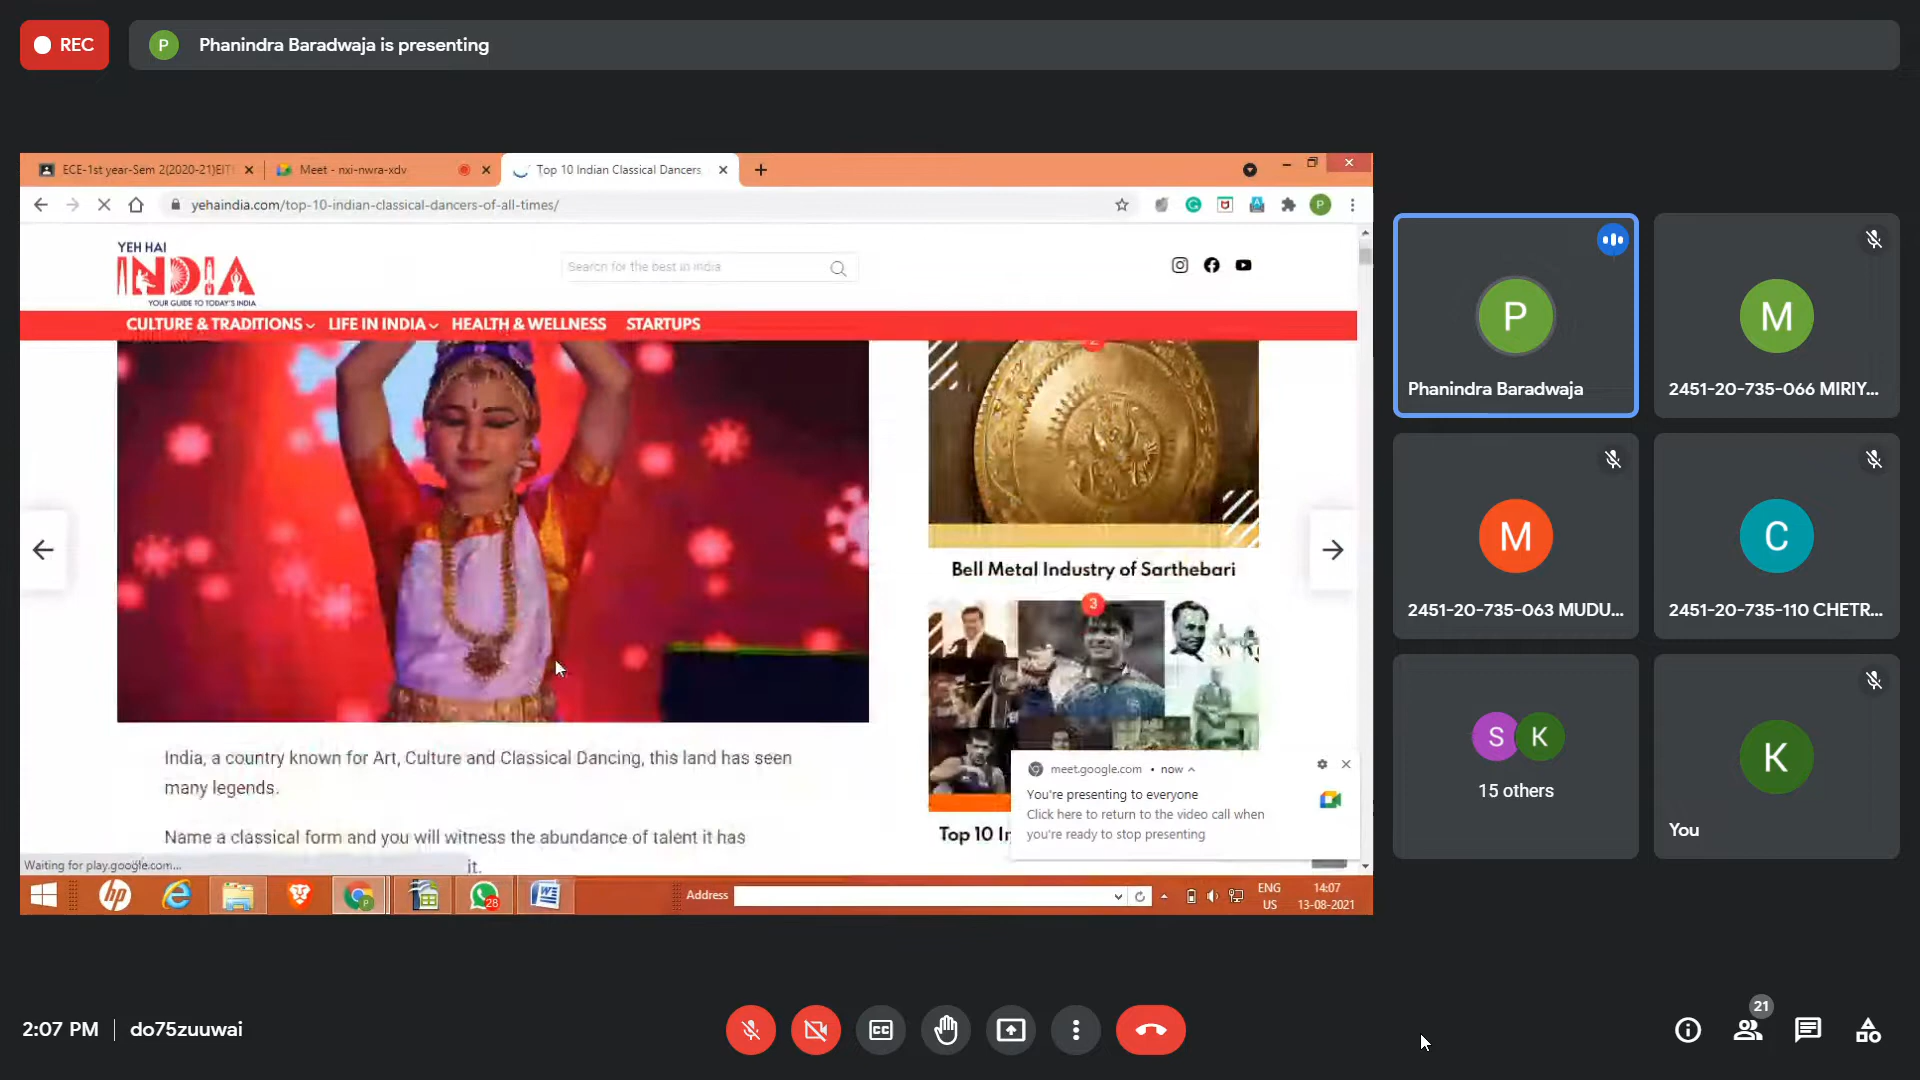 REC
P
Phanindra Baradwaja is presenting
ECE-1st year-Sem 2(2020-21)EIT
Meet - nxi-nwra-xdv
Top 10 Indian Classical Dancers
yehaindia.com/top-10-indian-classical-dancers-of-all-times/
P
YEH HAI
INDIA
YOUR GUIDE TO TODAY'S INDIA
Search for the best in india
CULTURE & TRADITIONS LIFE IN INDIA HEALTH & WELLNESS STARTUPS
2
Bell Metal Industry of Sarthebari
3
India, a country known for Art, Culture and Classical Dancing, this land has seen
many legends.
Name a classical form and you will witness the abundance of talent it has
it.
Top 10 In
meet.google.com • now
You're presenting to everyone
Click here to return to the video call when
you're ready to stop presenting
Waiting for play.google.com...
hp
P
28
Address
ENG
US
14:07
13-08-2021
P
Phanindra Baradwaja
M
2451-20-735-066 MIRIY...
M
2451-20-735-063 MUDU...
C
2451-20-735-110 CHETR...
S K
15 others
K
You
2:07 PM
do75zuuwai
CC
21